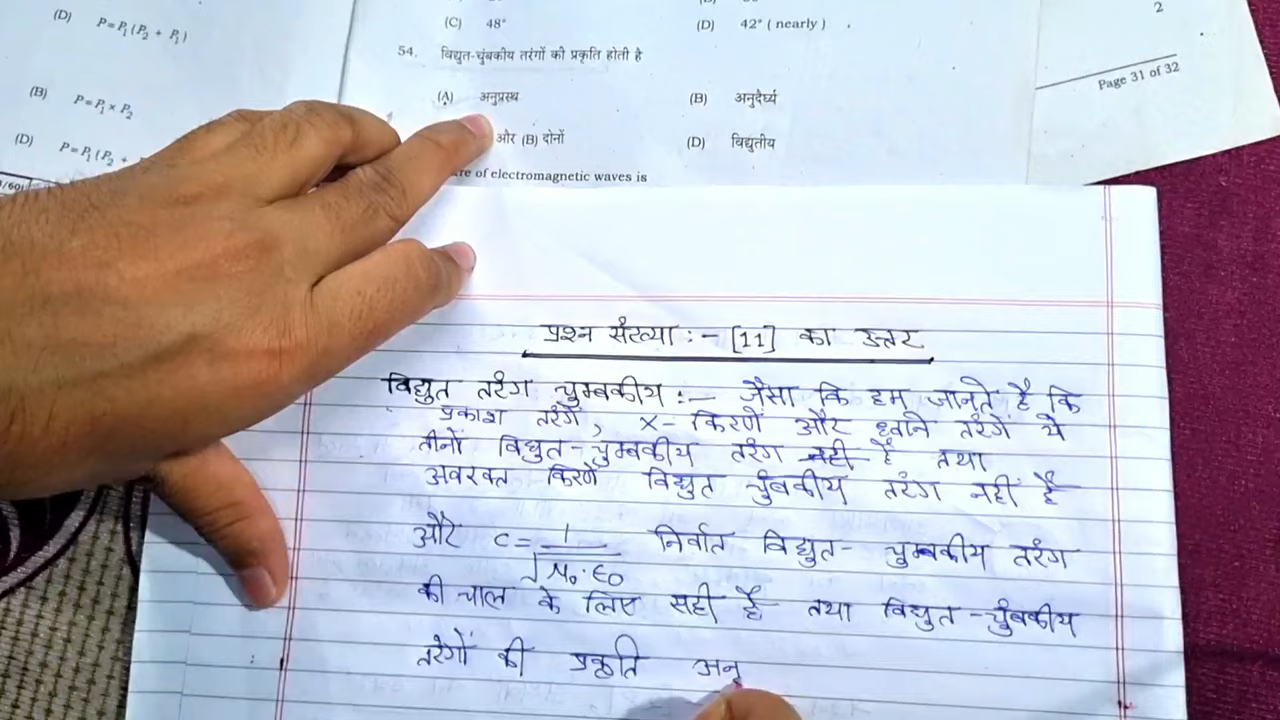 (D) P=P₁(P₂ + P₁)
(B) P=P₁ × P₂
(D) P=P₁(P₂ +
/60)
(C) 48°
(D) 42° ( nearly )
54. विद्युत-चुंबकीय तरंगों की प्रकृति होती है
(A) अनुप्रस्थ
(B) अनुदैर्घ्य
और (B) दोनों
(D) विद्युतीय
of electromagnetic waves is
2
Page 31 of 32
प्रश्न संख्या :- [11] का उत्तर
विद्युत तरंग चुम्बकीय :- जैसा कि हम जानते है कि
प्रकाश तरंगें, X- किरणें और ध्वनि तरंगें ये
तीनों विद्युत-चुम्बकीय तरंग नही है तथा
अवरक्त किरणें विद्युत चुंबकीय तरंग नहीं है
और c = 1/√μ₀.ε₀ निर्वात विद्युत- चुम्बकीय तरंग
की चाल के लिए सही है तथा विद्युत-चुंबकीय
तरंगों की प्रकृति अनु